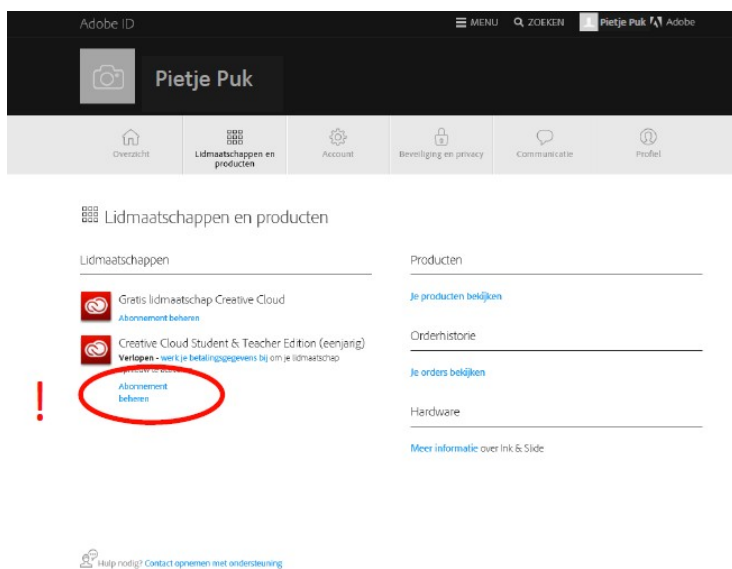 Adobe ID
MENU
ZOEKEN
Pietje Puk
Adobe
Pietje Puk
Overzicht
Lidmaatschappen en
producten
Account
Beveiliging en privacy
Communicatie
Profiel
Lidmaatschappen en producten
Lidmaatschappen
Gratis lidmaatschap Creative Cloud
Abonnement beheren
Creative Cloud Student & Teacher Edition (eenjarig)
Verlopen - werk je betalingsgegevens bij om je lidmaatschap
Abonnement
beheren
!
Producten
Je producten bekijken
Orderhistorie
Je orders bekijken
Hardware
Meer informatie over Ink & Slide
Hulp nodig? Contact opnemen met ondersteuning